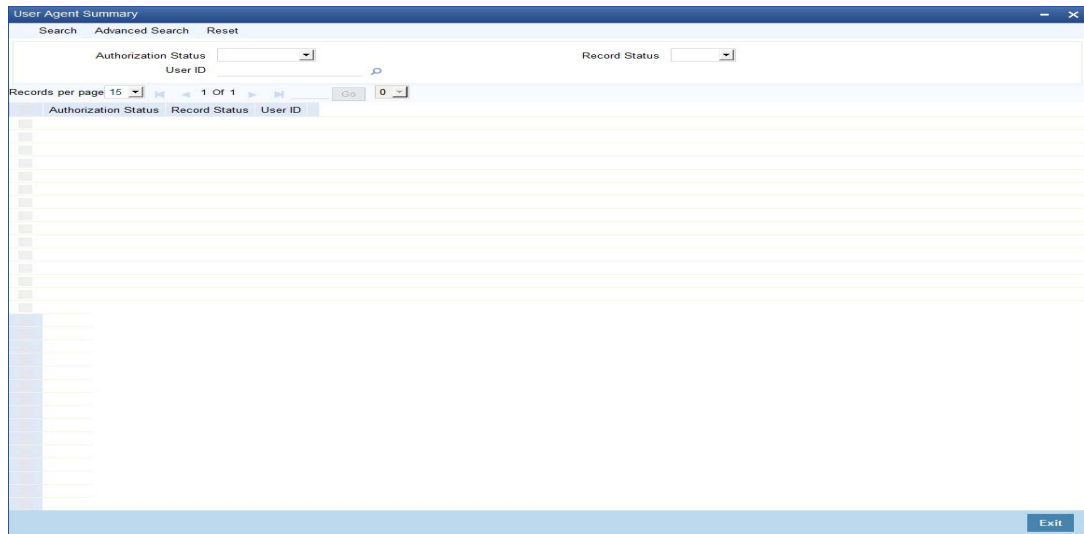 User Agent Summary
Search Advanced Search Reset
Authorization Status Record Status
User ID
Records per page 15 1 Of 1 Go 0
Authorization Status Record Status User ID
Exit